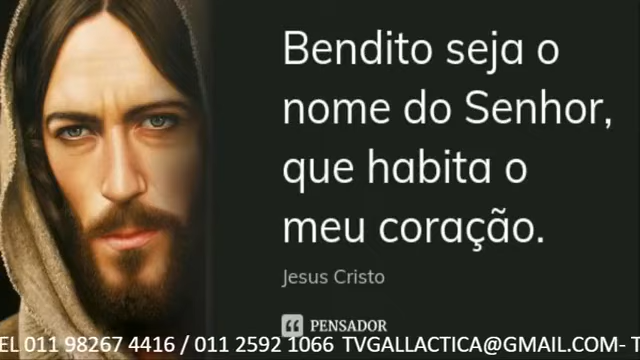 Bendito seja o
nome do Senhor,
que habita o
meu coração.
Jesus Cristo
PENSADOR
EL 011 98267 4416 / 011 2592 1066 TVGALLACTICA@GMAIL.COM- T